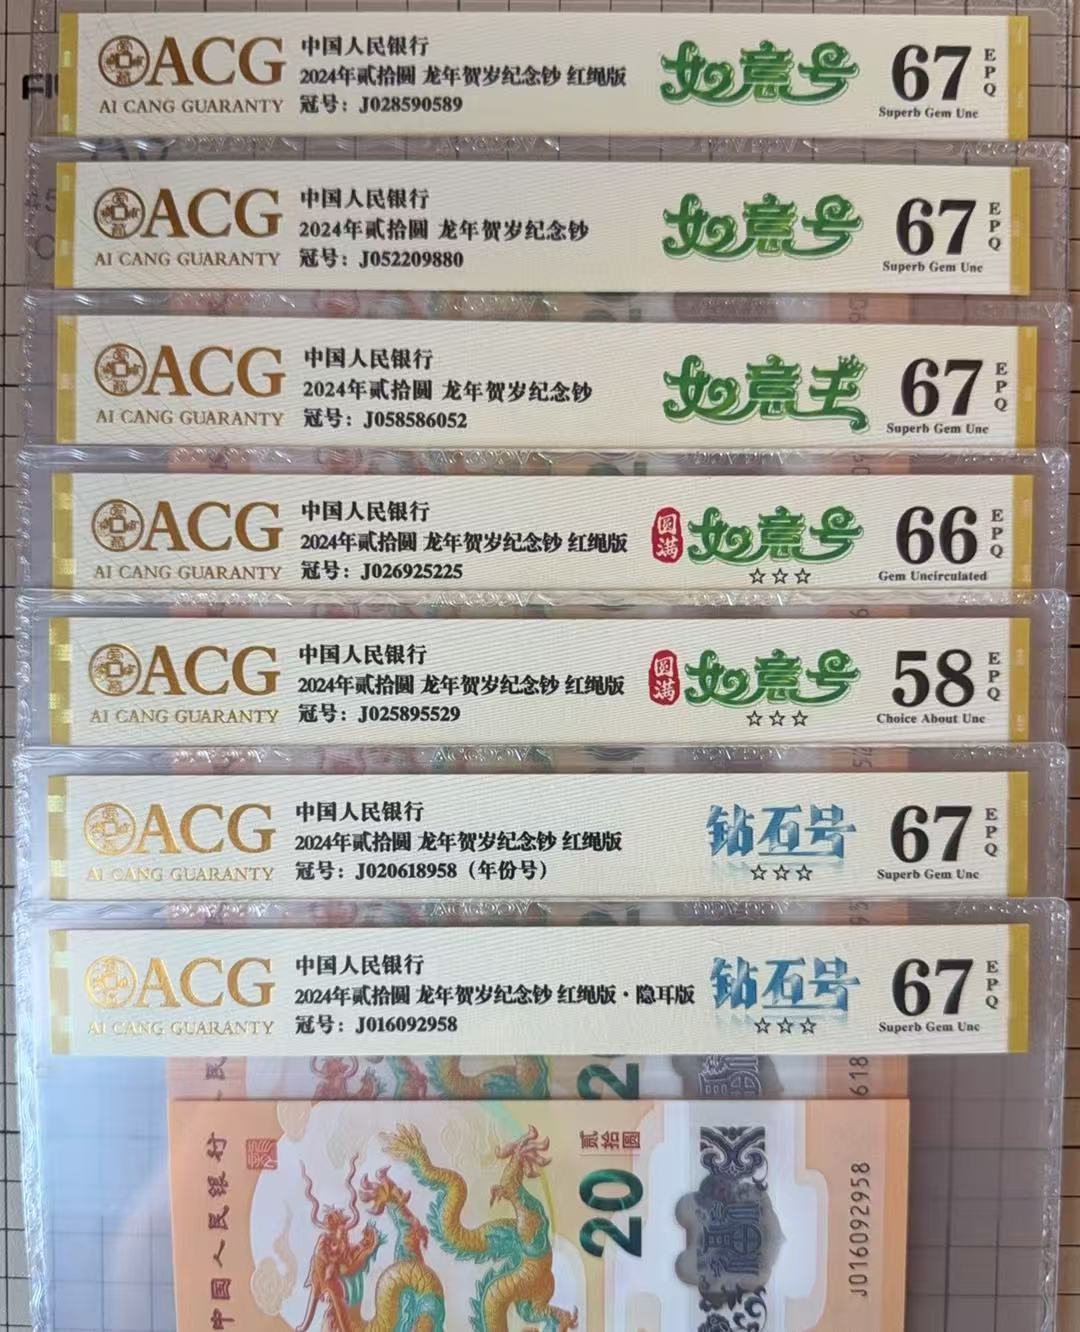 ACG
AI CANG GUARANTY
中国人民银行
2024年贰拾圆 龙年贺岁纪念钞 红绳版
冠号：J028590589
如意号
67
EPQ
Superb Gem Unc
ACG
AI CANG GUARANTY
中国人民银行
2024年贰拾圆 龙年贺岁纪念钞
冠号：J052209880
如意号
67
EPQ
Superb Gem Unc
ACG
AI CANG GUARANTY
中国人民银行
2024年贰拾圆 龙年贺岁纪念钞
冠号：J058586052
如意王
67
EPQ
Superb Gem Unc
ACG
AI CANG GUARANTY
中国人民银行
2024年贰拾圆 龙年贺岁纪念钞 红绳版
冠号：J026925225
圆满
如意号
☆☆☆
66
EPQ
Gem Uncirculated
ACG
AI CANG GUARANTY
中国人民银行
2024年贰拾圆 龙年贺岁纪念钞 红绳版
冠号：J025895529
圆满
如意号
☆☆☆
58
EPQ
Choice About Unc
ACG
AI CANG GUARANTY
中国人民银行
2024年贰拾圆 龙年贺岁纪念钞 红绳版
冠号：J020618958（年份号）
钻石号
☆☆☆
67
EPQ
Superb Gem Unc
ACG
AI CANG GUARANTY
中国人民银行
2024年贰拾圆 龙年贺岁纪念钞 红绳版·隐耳版
冠号：J016092958
钻石号
☆☆☆
67
EPQ
Superb Gem Unc
中国人民银行
贰拾圆
20
J016092958